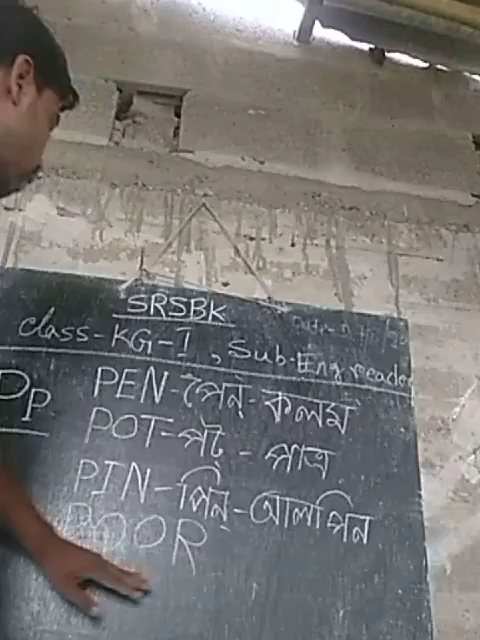 SRSBK
class-KG-I, Sub-Eng reader
Pp
PEN-পেন্-কলম
POT-পট্-পাত্র
PIN-পিন্-আলপিন
POOR